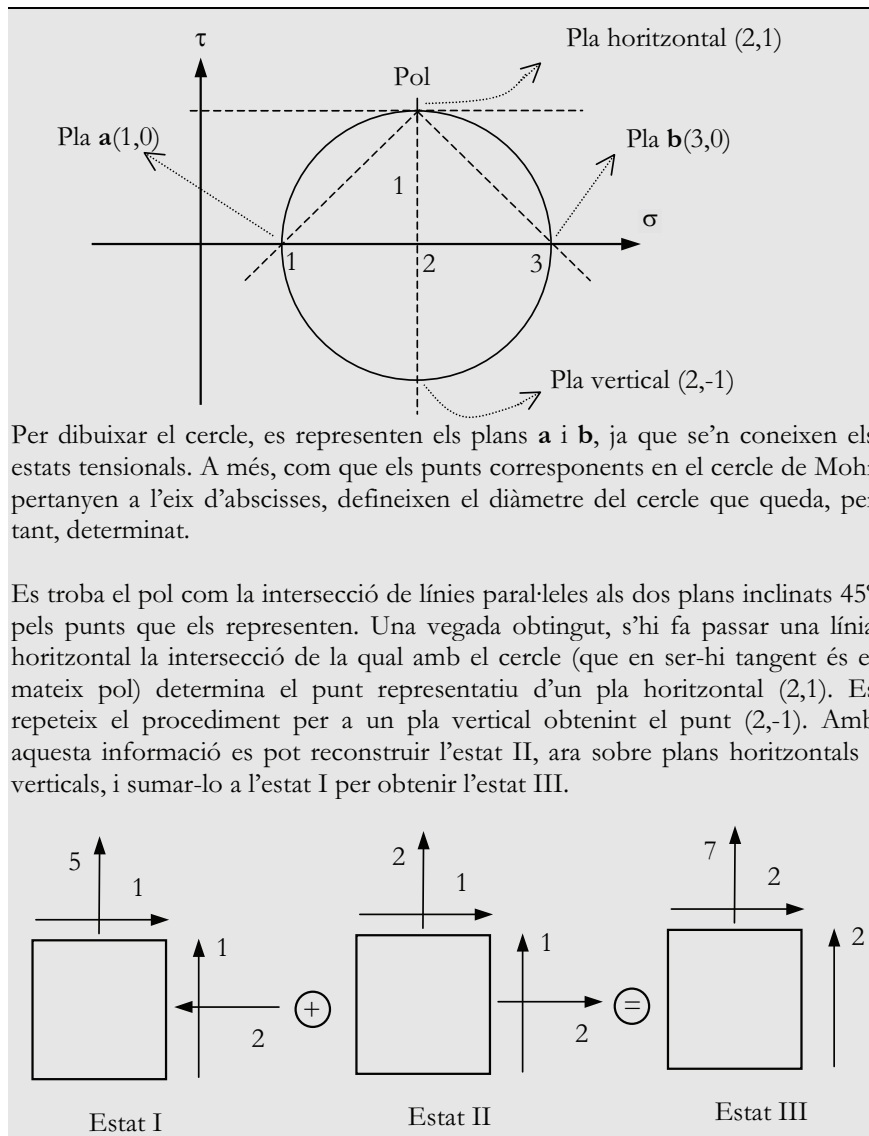 Pla horitzontal (2,1)
τ
Pol
Pla a(1,0)
Pla b(3,0)
1
σ
1
2
3
Pla vertical (2,-1)
Per dibuixar el cercle, es representen els plans a i b, ja que se'n coneixen els
estats tensionals. A més, com que els punts corresponents en el cercle de Moh
pertanyen a l'eix d'abscisses, defineixen el diàmetre del cercle que queda, per
tant, determinat.
Es troba el pol com la intersecció de línies paral·leles als dos plans inclinats 45º
pels punts que els representen. Una vegada obtingut, s'hi fa passar una línia
horitzontal la intersecció de la qual amb el cercle (que en ser-hi tangent és e
mateix pol) determina el punt representatiu d'un pla horitzontal (2,1). Es
repeteix el procediment per a un pla vertical obtenint el punt (2,-1). Amb
aquesta informació es pot reconstruir l'estat II, ara sobre plans horitzontals
verticals, i sumar-lo a l'estat I per obtenir l'estat III.
5
1
2
1
7
2
1
2
+
1
2
=
2
Estat I
Estat II
Estat III